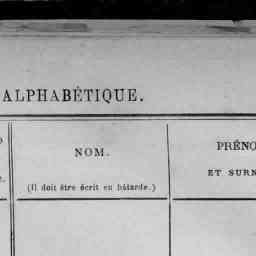 ALPHABÉTIQUE.
NOM.
(Il doit être écrit en bâtarde.)
PRÉNO
ET SURN